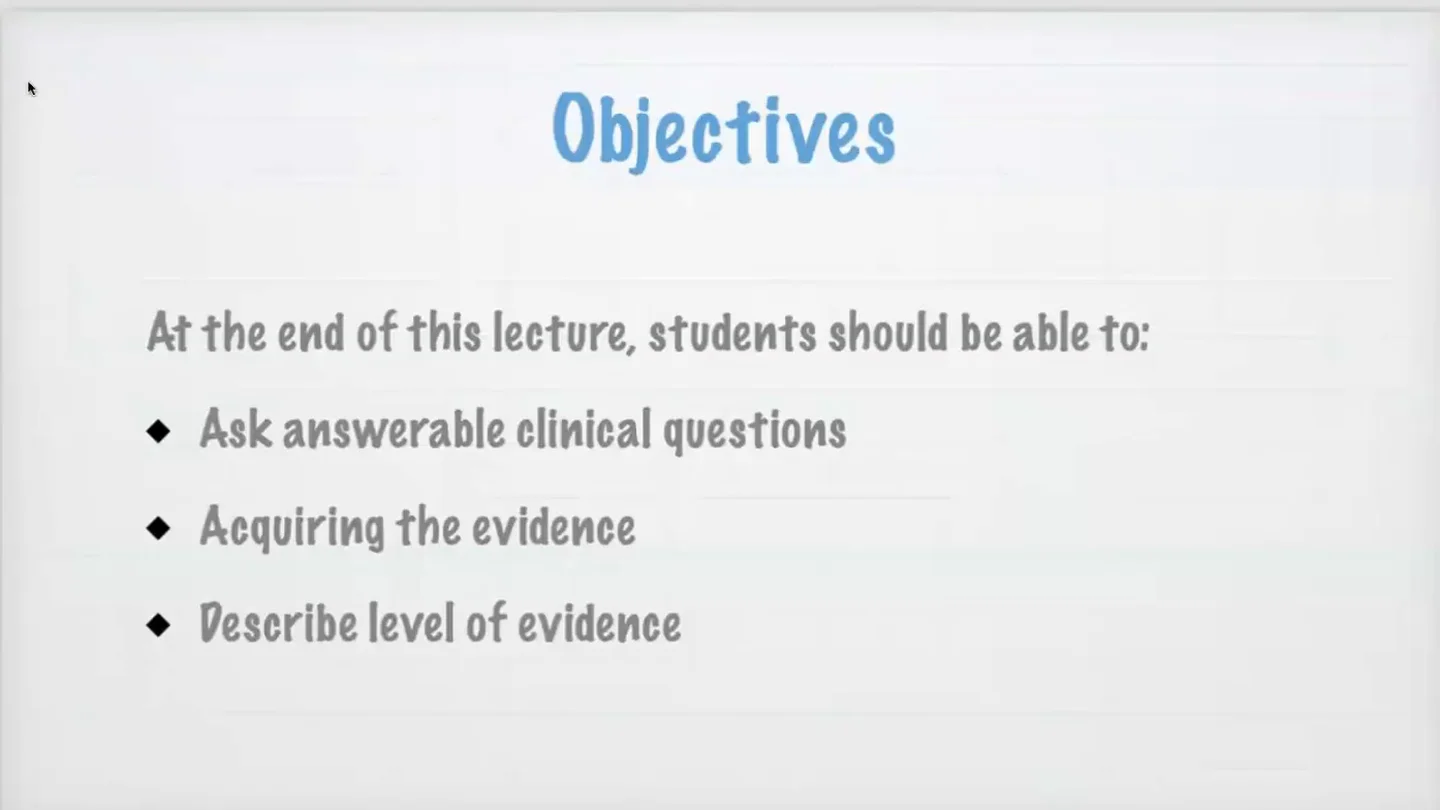 Objectives
At the end of this lecture, students should be able to:
Ask answerable clinical questions
Acquiring the evidence
Describe level of evidence